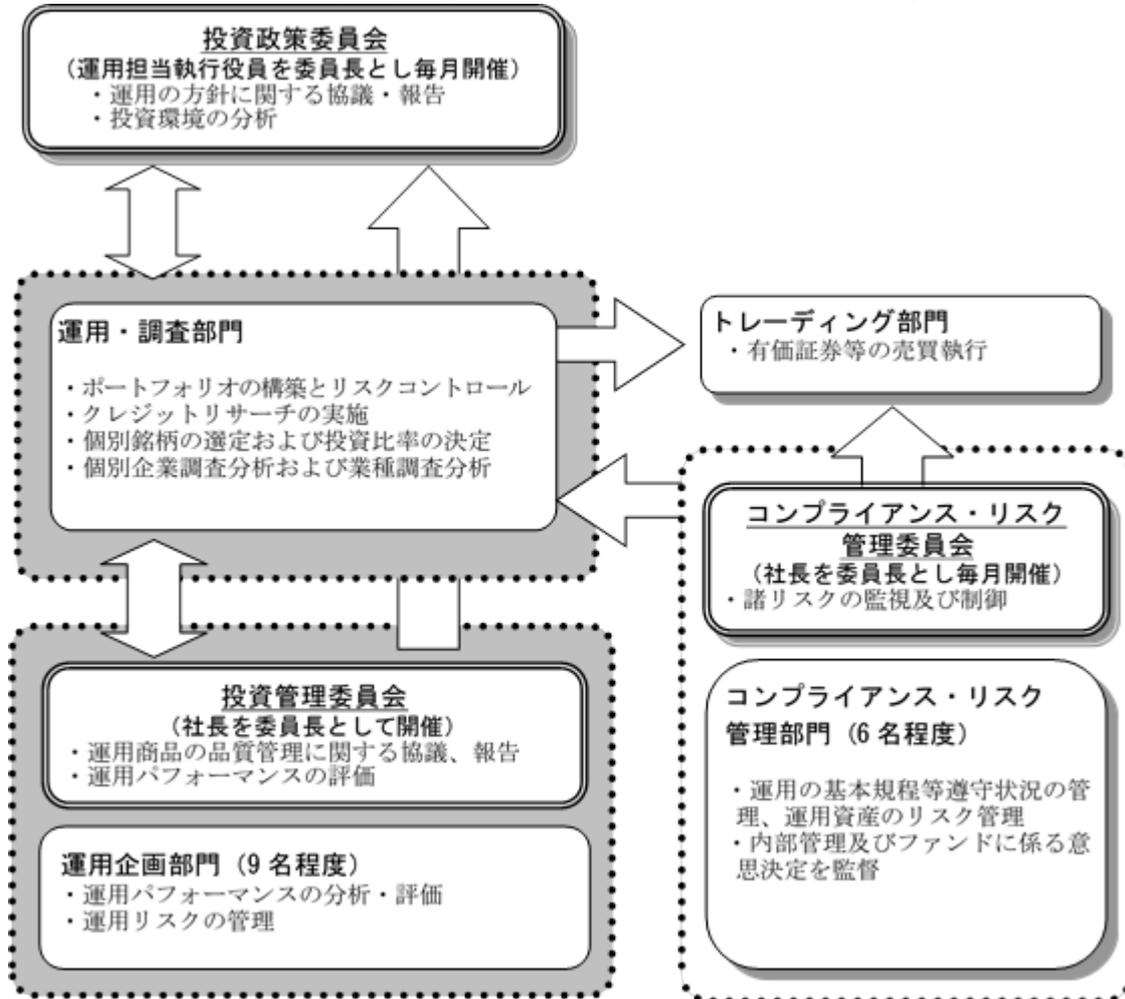 投資政策委員会
（運用担当執行役員を委員長とし毎月開催）
・運用の方針に関する協議・報告
・投資環境の分析
運用・調査部門
・ポートフォリオの構築とリスクコントロール
・クレジットリサーチの実施
・個別銘柄の選定および投資比率の決定
・個別企業調査分析および業種調査分析
トレーディング部門
・有価証券等の売買執行
コンプライアンス・リスク
管理委員会
（社長を委員長とし毎月開催）
・諸リスクの監視及び制御
投資管理委員会
（社長を委員長として開催）
・運用商品の品質管理に関する協議、報告
・運用パフォーマンスの評価
運用企画部門（9名程度）
・運用パフォーマンスの分析・評価
・運用リスクの管理
コンプライアンス・リスク
管理部門（6名程度）
・運用の基本規程等遵守状況の管
理、運用資産のリスク管理
・内部管理及びファンドに係る意
思決定を監督